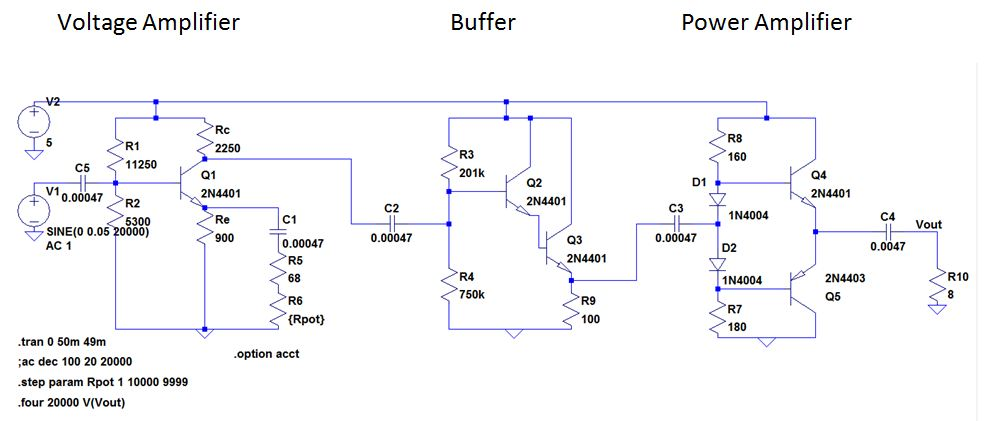 Voltage Amplifier
Buffer
Power Amplifier
V2
5
R1
11250
Rc
2250
C5
0.00047
V1
Q1
2N4401
R2
5300
SINE(0 0.05 20000)
AC 1
Re
900
C1
0.00047
R5
68
R6
{Rpot}
C2
0.00047
R3
201k
Q2
2N4401
Q3
2N4401
R4
750k
R9
100
C3
0.00047
R8
160
D1
1N4004
D2
1N4004
R7
180
Q4
2N4401
2N4403
Q5
C4
0.0047
Vout
R10
8
.tran 0 50m 49m
;ac dec 100 20 20000
.step param Rpot 1 10000 9999
.four 20000 V(Vout)
.option acct